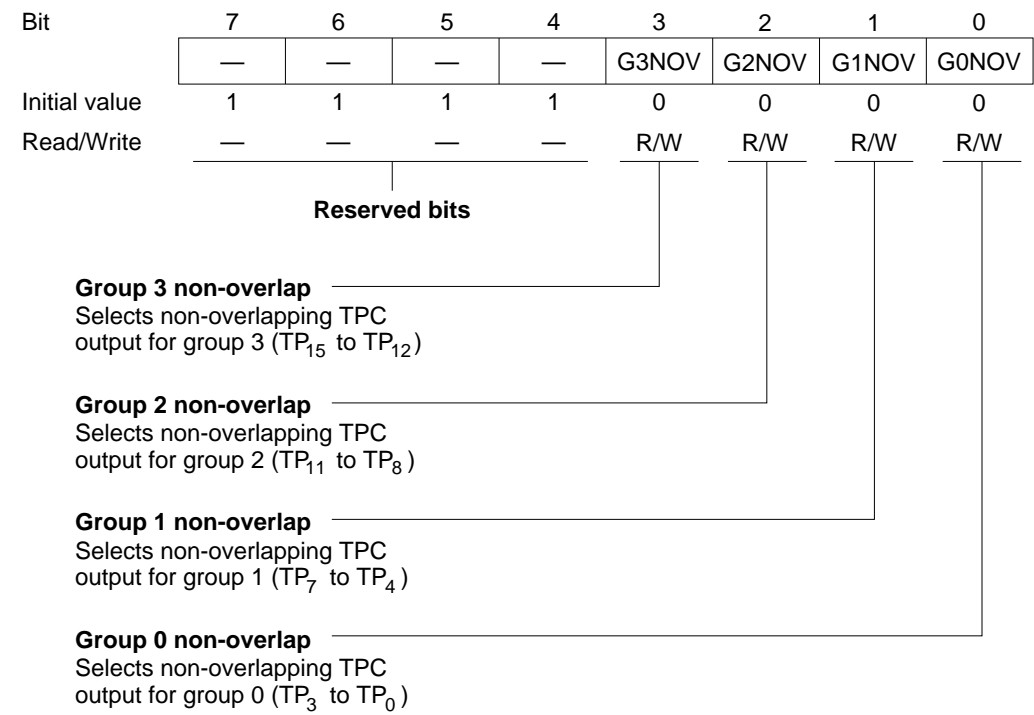 Bit 7 6 5 4 3 2 1 0
— — — — G3NOV G2NOV G1NOV G0NOV
Initial value 1 1 1 1 0 0 0 0
Read/Write — — — — R/W R/W R/W R/W
Reserved bits
Group 3 non-overlap
Selects non-overlapping TPC
output for group 3 (TP15 to TP12)
Group 2 non-overlap
Selects non-overlapping TPC
output for group 2 (TP11 to TP8)
Group 1 non-overlap
Selects non-overlapping TPC
output for group 1 (TP7 to TP4)
Group 0 non-overlap
Selects non-overlapping TPC
output for group 0 (TP3 to TP0)